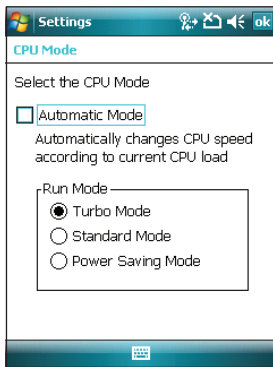 Settings
ok
CPU Mode
Select the CPU Mode
Automatic Mode
Automatically changes CPU speed
according to current CPU load
Run Mode
Turbo Mode
Standard Mode
Power Saving Mode